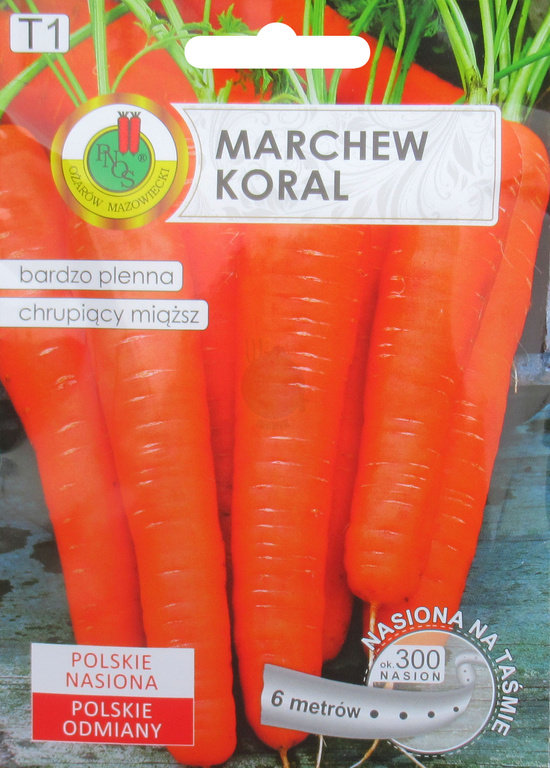 T1
MARCHEW
KORAL
PNOS®
OŻARÓW MAZOWIECKI
bardzo plenna
chrupiący miąższ
POLSKIE
NASIONA
POLSKIE
ODMIANY
NASIONA NA TAŚMIE
ok. 300
NASION
6 metrów